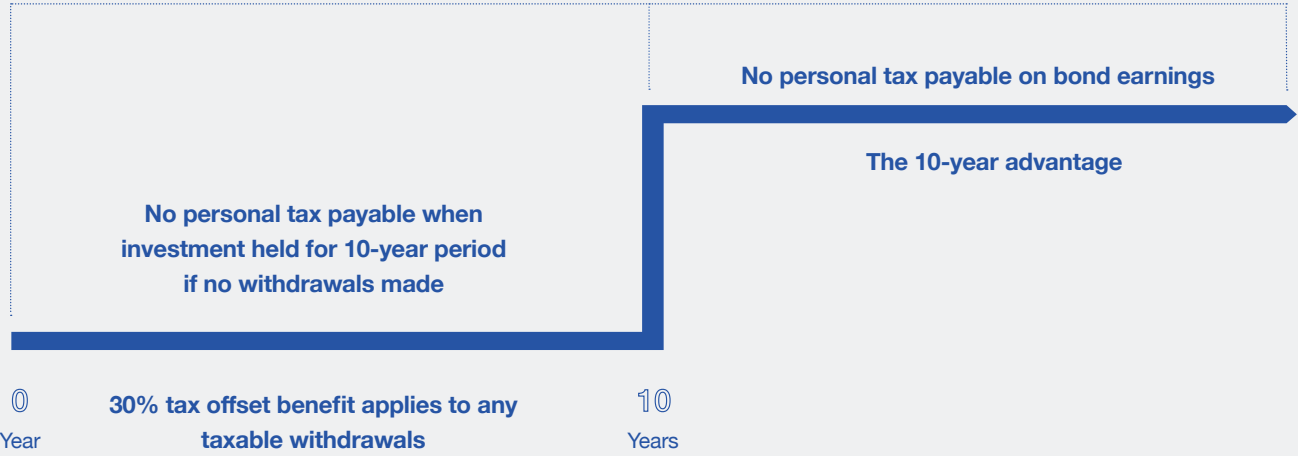 No personal tax payable on bond earnings
The 10-year advantage
No personal tax payable when
investment held for 10-year period
if no withdrawals made
0
Year
30% tax offset benefit applies to any
taxable withdrawals
10
Years